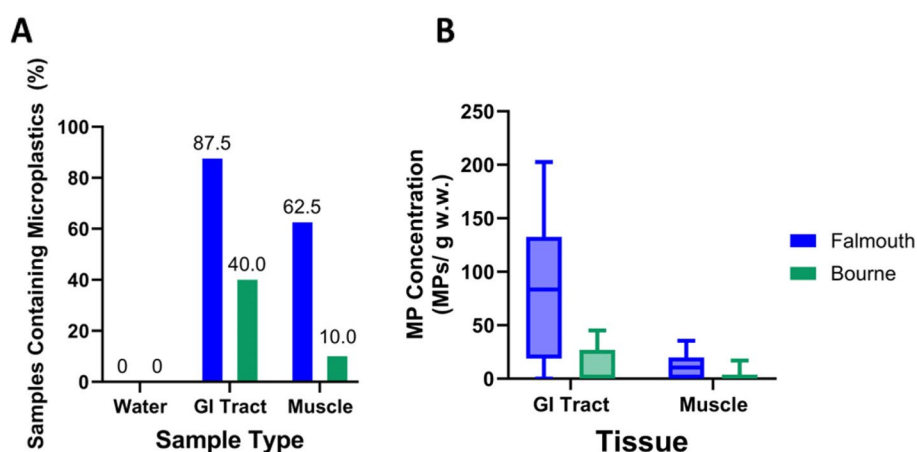 A
Samples Containing Microplastics (%)
100
80
60
40
20
0
0
0
87.5
40.0
62.5
10.0
Water
GI Tract
Muscle
Sample Type
B
MP Concentration
(MPs/ g w.w.)
250
200
150
100
50
0
GI Tract
Muscle
Tissue
Falmouth
Bourne